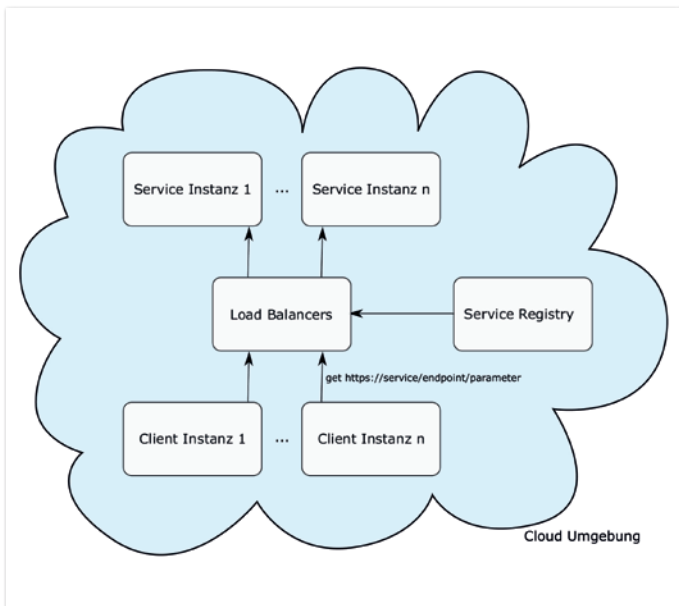 Service Instanz 1 ... Service Instanz n
Load Balancers
Service Registry
get https://service/endpoint/parameter
Client Instanz 1 ... Client Instanz n
Cloud Umgebung